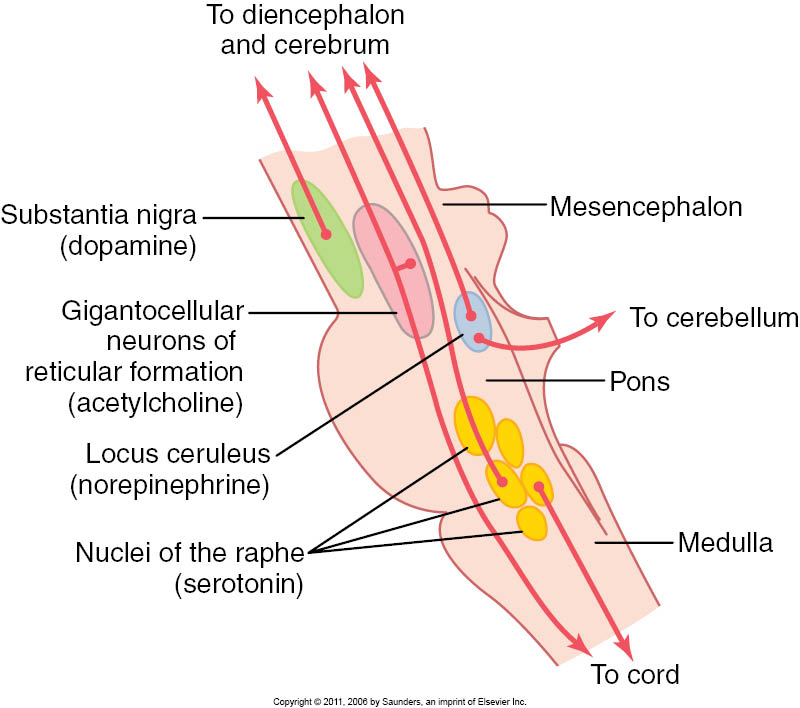 To diencephalon
and cerebrum
Substantia nigra
(dopamine)
Mesencephalon
Gigantocellular
neurons of
reticular formation
(acetylcholine)
To cerebellum
Pons
Locus ceruleus
(norepinephrine)
Nuclei of the raphe
(serotonin)
Medulla
To cord
Copyright © 2011, 2006 by Saunders, an imprint of Elsevier Inc.